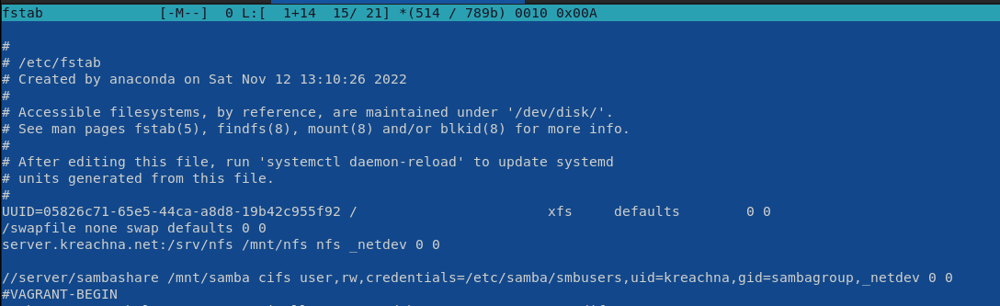 fstab [-M--] 0 L:[ 1+14 15/ 21] *(514 / 789b) 0010 0x00A
#
# /etc/fstab
# Created by anaconda on Sat Nov 12 13:10:26 2022
#
# Accessible filesystems, by reference, are maintained under '/dev/disk/'.
# See man pages fstab(5), findfs(8), mount(8) and/or blkid(8) for more info.
#
# After editing this file, run 'systemctl daemon-reload' to update systemd
# units generated from this file.
#
UUID=05826c71-65e5-44ca-a8d8-19b42c955f92 / xfs defaults 0 0
/swapfile none swap defaults 0 0
server.kreachna.net:/srv/nfs /mnt/nfs nfs _netdev 0 0
//server/sambashare /mnt/samba cifs user,rw,credentials=/etc/samba/smbusers,uid=kreachna,gid=sambagroup,_netdev 0 0
#VAGRANT-BEGIN